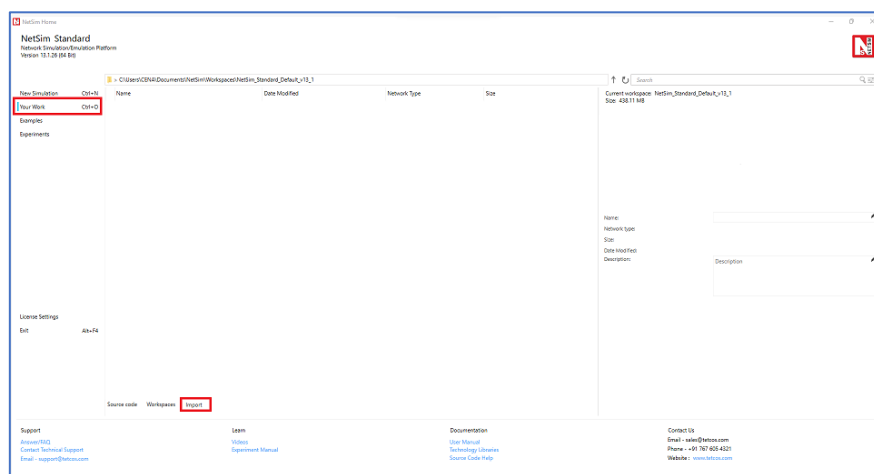 NetSim Home
NetSim Standard
Network Simulation/Emulation Platform
Version 13.1.26 (64 Bit)
> C:\Users\CENA\Documents\NetSim\Workspaces\NetSim_Standard_Default_v13_1
Search
New Simulation Ctrl+N
Your Work Ctrl+O
Examples
Experiments
Name Date Modified Network Type Size
Current workspace NetSim_Standard_Default_v13_1
Size 438.11 MB
Name:
Network type:
Size:
Date Modified:
Description: Description
License Settings
Exit Alt+F4
Source code Workspaces Import
Support
Answer/FAQ
Contact Technical Support
Email - support@tetcos.com
Learn
Videos
Experiment Manual
Documentation
User Manual
Technology Libraries
Source Code Help
Contact Us
Email - sales@tetcos.com
Phone - +91 767 605 4321
Website : www.tetcos.com